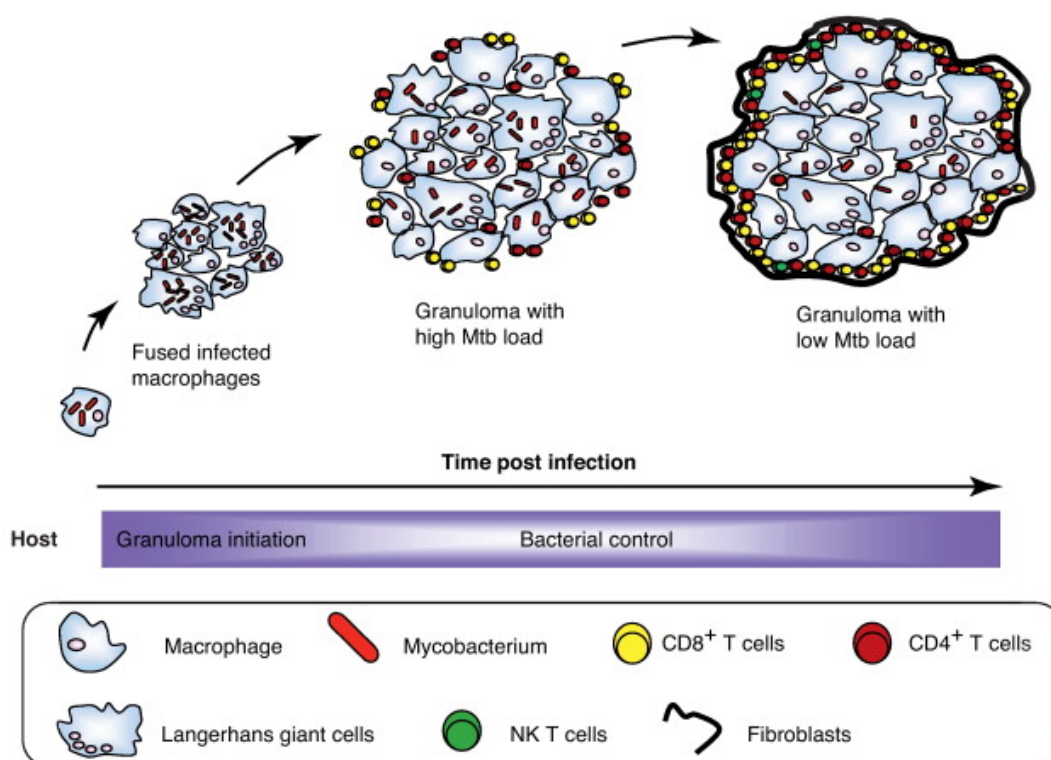 Fused infected
macrophages
Granuloma with
high Mtb load
Granuloma with
low Mtb load
Time post infection
Host
Granuloma initiation
Bacterial control
Macrophage
Mycobacterium
CD8+ T cells
CD4+ T cells
Langerhans giant cells
NK T cells
Fibroblasts